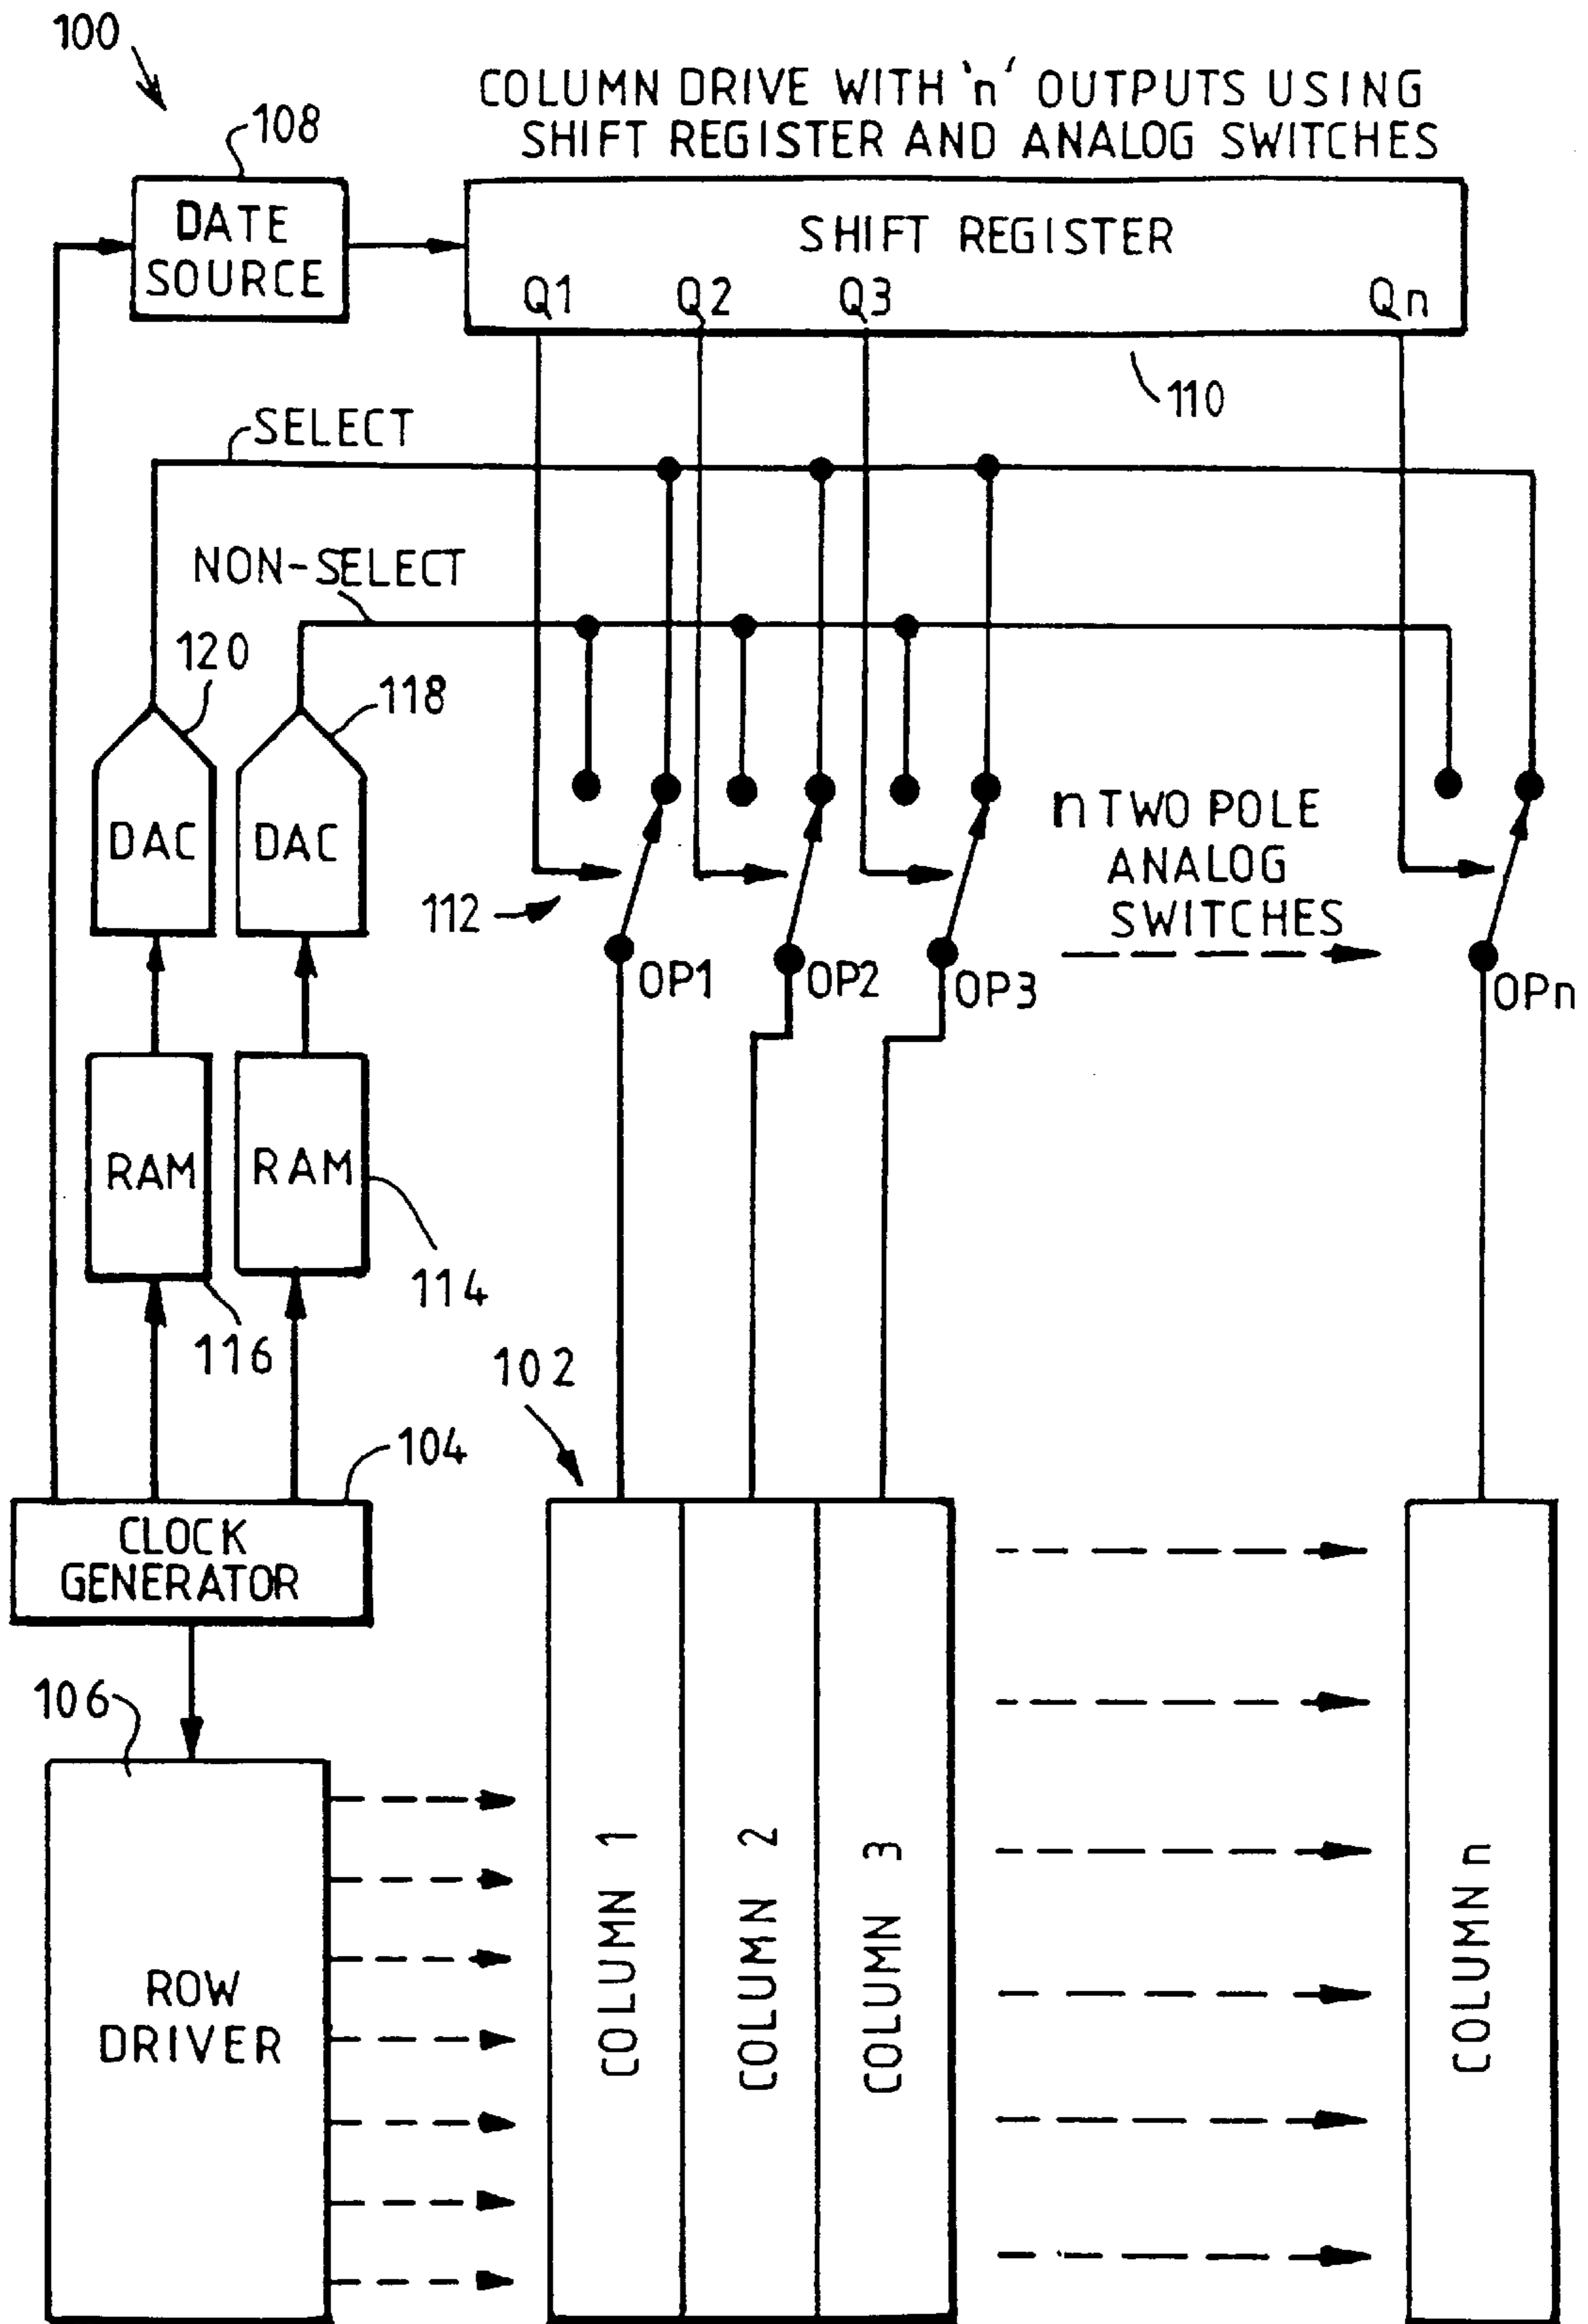 100
COLUMN DRIVE WITH 'n' OUTPUTS USING
SHIFT REGISTER AND ANALOG SWITCHES
108
DATE
SOURCE
SHIFT REGISTER
Q1 Q2 Q3 Qn
110
SELECT
NON-SELECT
120
118
DAC DAC
n TWO POLE
ANALOG
SWITCHES
112
OP1 OP2 OP3 OPn
RAM RAM
114
116
102
104
CLOCK
GENERATOR
106
ROW
DRIVER
COLUMN 1
COLUMN 2
COLUMN 3
COLUMN n